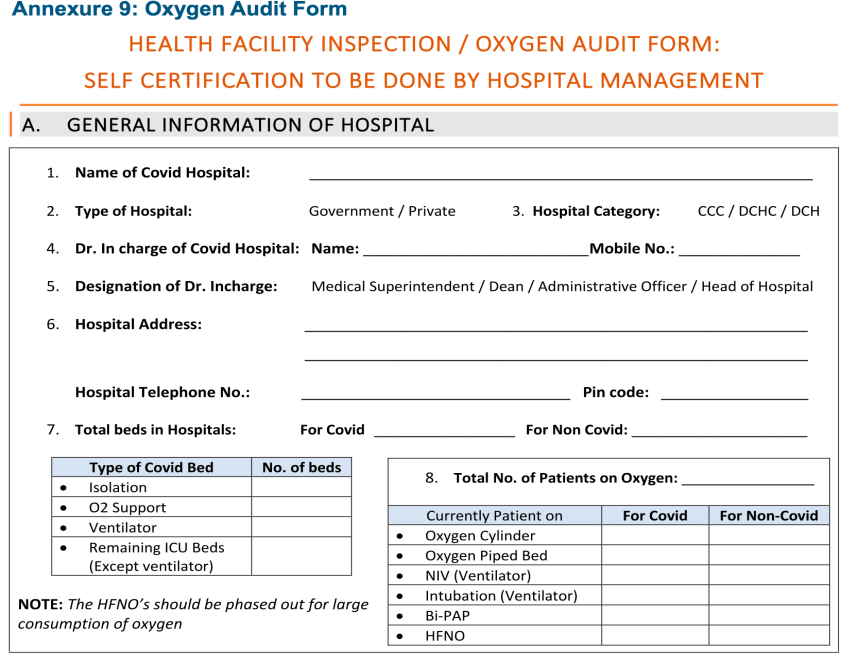 Annexure 9: Oxygen Audit Form
HEALTH FACILITY INSPECTION / OXYGEN AUDIT FORM:
SELF CERTIFICATION TO BE DONE BY HOSPITAL MANAGEMENT
A. GENERAL INFORMATION OF HOSPITAL
1. Name of Covid Hospital: ____________
2. Type of Hospital: Government / Private 3. Hospital Category: CCC / DCHC / DCH
4. Dr. In charge of Covid Hospital: Name: ____________Mobile No.: ____________
5. Designation of Dr. Incharge: Medical Superintendent / Dean / Administrative Officer / Head of Hospital
6. Hospital Address: ____________
____________
Hospital Telephone No.: ____________ Pin code: ____________
7. Total beds in Hospitals: For Covid ____________ For Non Covid: ____________
Type of Covid Bed No. of beds
• Isolation
• O2 Support
• Ventilator
• Remaining ICU Beds
(Except ventilator)
NOTE: The HFNO's should be phased out for large
consumption of oxygen
8. Total No. of Patients on Oxygen: ____________
Currently Patient on For Covid For Non-Covid
• Oxygen Cylinder
• Oxygen Piped Bed
• NIV (Ventilator)
• Intubation (Ventilator)
• Bi-PAP
• HFNO